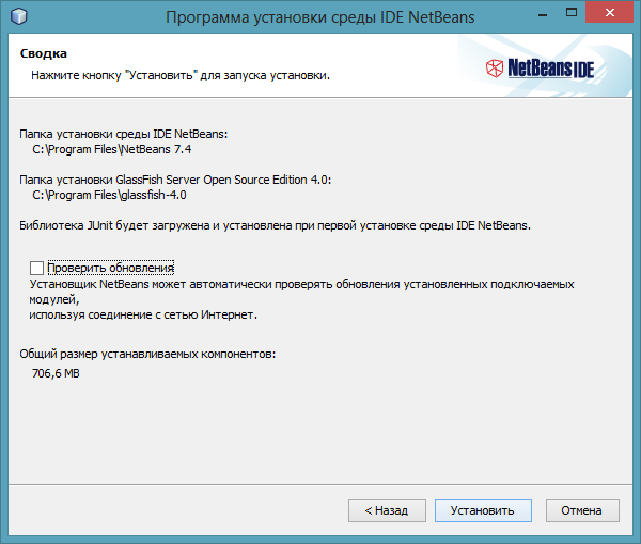 Программа установки среды IDE NetBeans
Сводка
Нажмите кнопку "Установить" для запуска установки.
NetBeans IDE
Папка установки среды IDE NetBeans:
C:\Program Files\NetBeans 7.4
Папка установки GlassFish Server Open Source Edition 4.0:
C:\Program Files\glassfish-4.0
Библиотека JUnit будет загружена и установлена при первой установке среды IDE NetBeans.
Проверить обновления
Установщик NetBeans может автоматически проверять обновления установленных подключаемых
модулей,
используя соединение с сетью Интернет.
Общий размер устанавливаемых компонентов:
706,6 MB
< Назад
Установить
Отмена